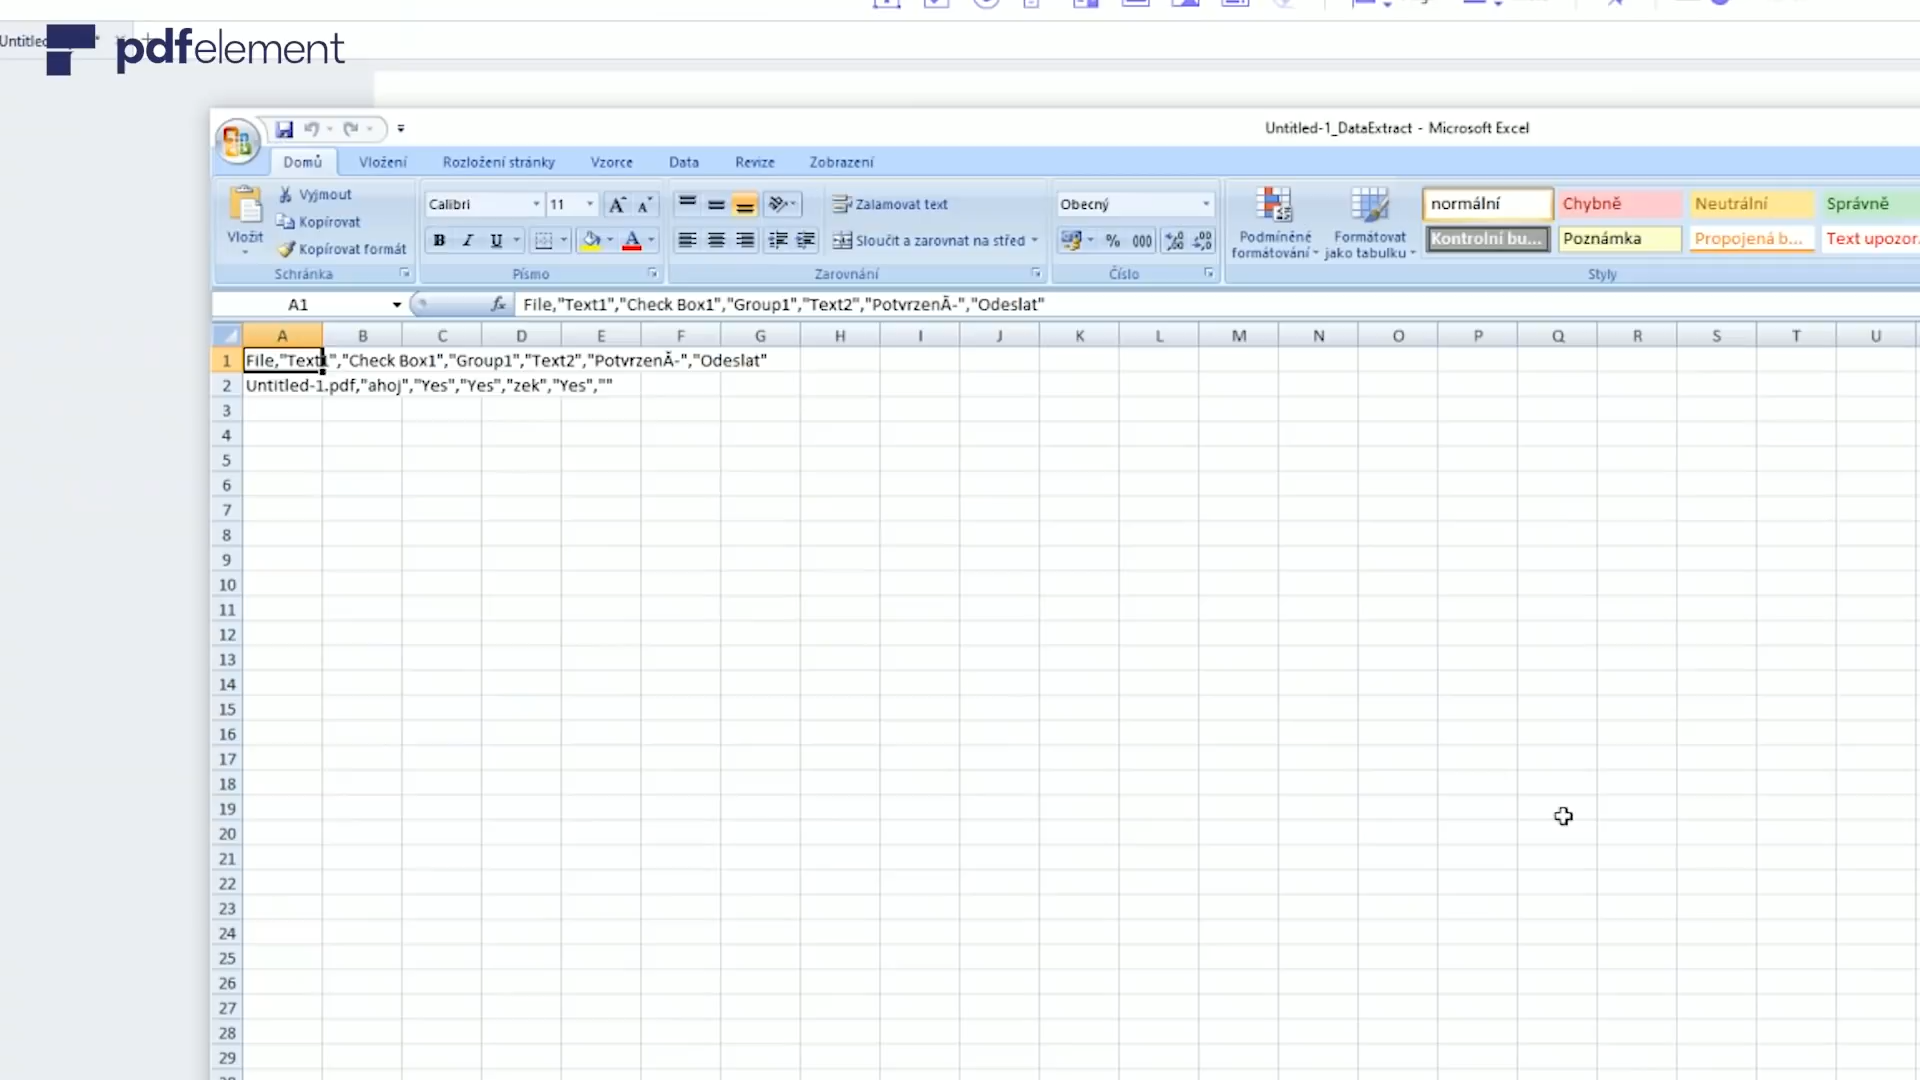 Untitled
pdfelement
Untitled-1_DataExtract - Microsoft Excel
Domů Vložení Rozložení stránky Vzorce Data Revize Zobrazení
Vložit
Vyjmout
Kopírovat
Kopírovat formát
Schránka
Calibri 11
B I U A
Písmo
Zalamovat text
Sloučit a zarovnat na střed
Zarovnání
Obecný
% 000
Číslo
Podmíněné formátování
Formátovat jako tabulku
normální Chybně Neutrální Správně
Kontrolní bu... Poznámka Propojená b... Text upozor
Styly
A1 fx File,"Text1","Check Box1","Group1","Text2","PotvrzenÃ-","Odeslat"
A B C D E F G H I J K L M N O P Q R S T U
1 File,"Text1","Check Box1","Group1","Text2","PotvrzenÃ-","Odeslat"
2 Untitled-1.pdf,"ahoj","Yes","Yes","zek","Yes",""
3
4
5
6
7
8
9
10
11
12
13
14
15
16
17
18
19
20
21
22
23
24
25
26
27
28
29